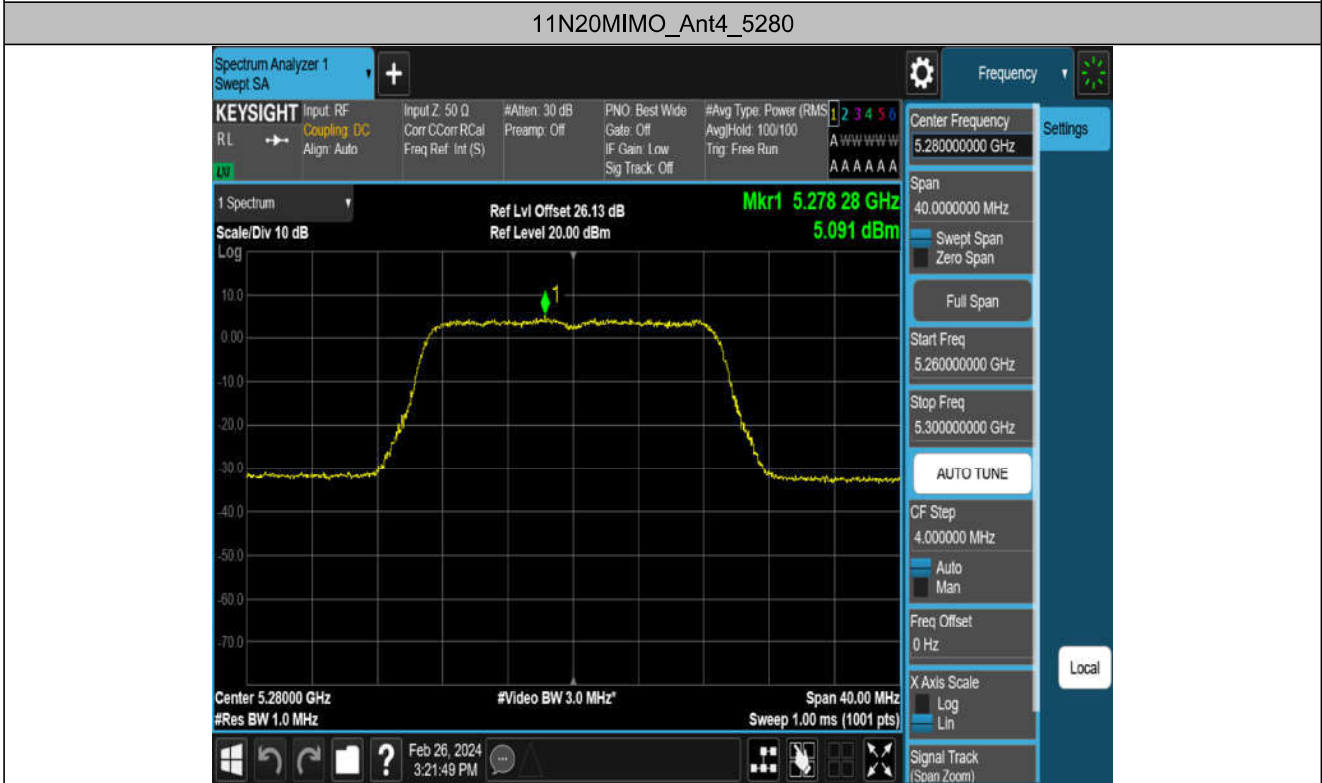 11N20MIMO_Ant4_5280
Spectrum Analyzer 1
Swept SA
+
Frequency
KEYSIGHT
RL
LXI
Input: RF
Coupling: DC
Align: Auto
Input Z: 50 Ω
Corr CCorr RCal
Freq Ref: Int (S)
#Atten: 30 dB
Preamp: Off
PNO: Best Wide
Gate: Off
IF Gain: Low
Sig Track: Off
#Avg Type: Power (RMS
Avg|Hold: 100/100
Trig: Free Run
1 2 3 4 5 6
A W W W W W
A A A A A A
1 Spectrum
Scale/Div 10 dB
Log
Ref Lvl Offset 26.13 dB
Ref Level 20.00 dBm
Mkr1 5.278 28 GHz
5.091 dBm
1
10.0
0.00
-10.0
-20.0
-30.0
-40.0
-50.0
-60.0
-70.0
Center 5.28000 GHz
#Video BW 3.0 MHz*
Span 40.00 MHz
#Res BW 1.0 MHz
Sweep 1.00 ms (1001 pts)
?
Feb 26, 2024
3:21:49 PM
Center Frequency
5.280000000 GHz
Settings
Span
40.0000000 MHz
Swept Span
Zero Span
Full Span
Start Freq
5.260000000 GHz
Stop Freq
5.300000000 GHz
AUTO TUNE
CF Step
4.000000 MHz
Auto
Man
Freq Offset
0 Hz
X Axis Scale
Log
Lin
Local
Signal Track
(Span Zoom)